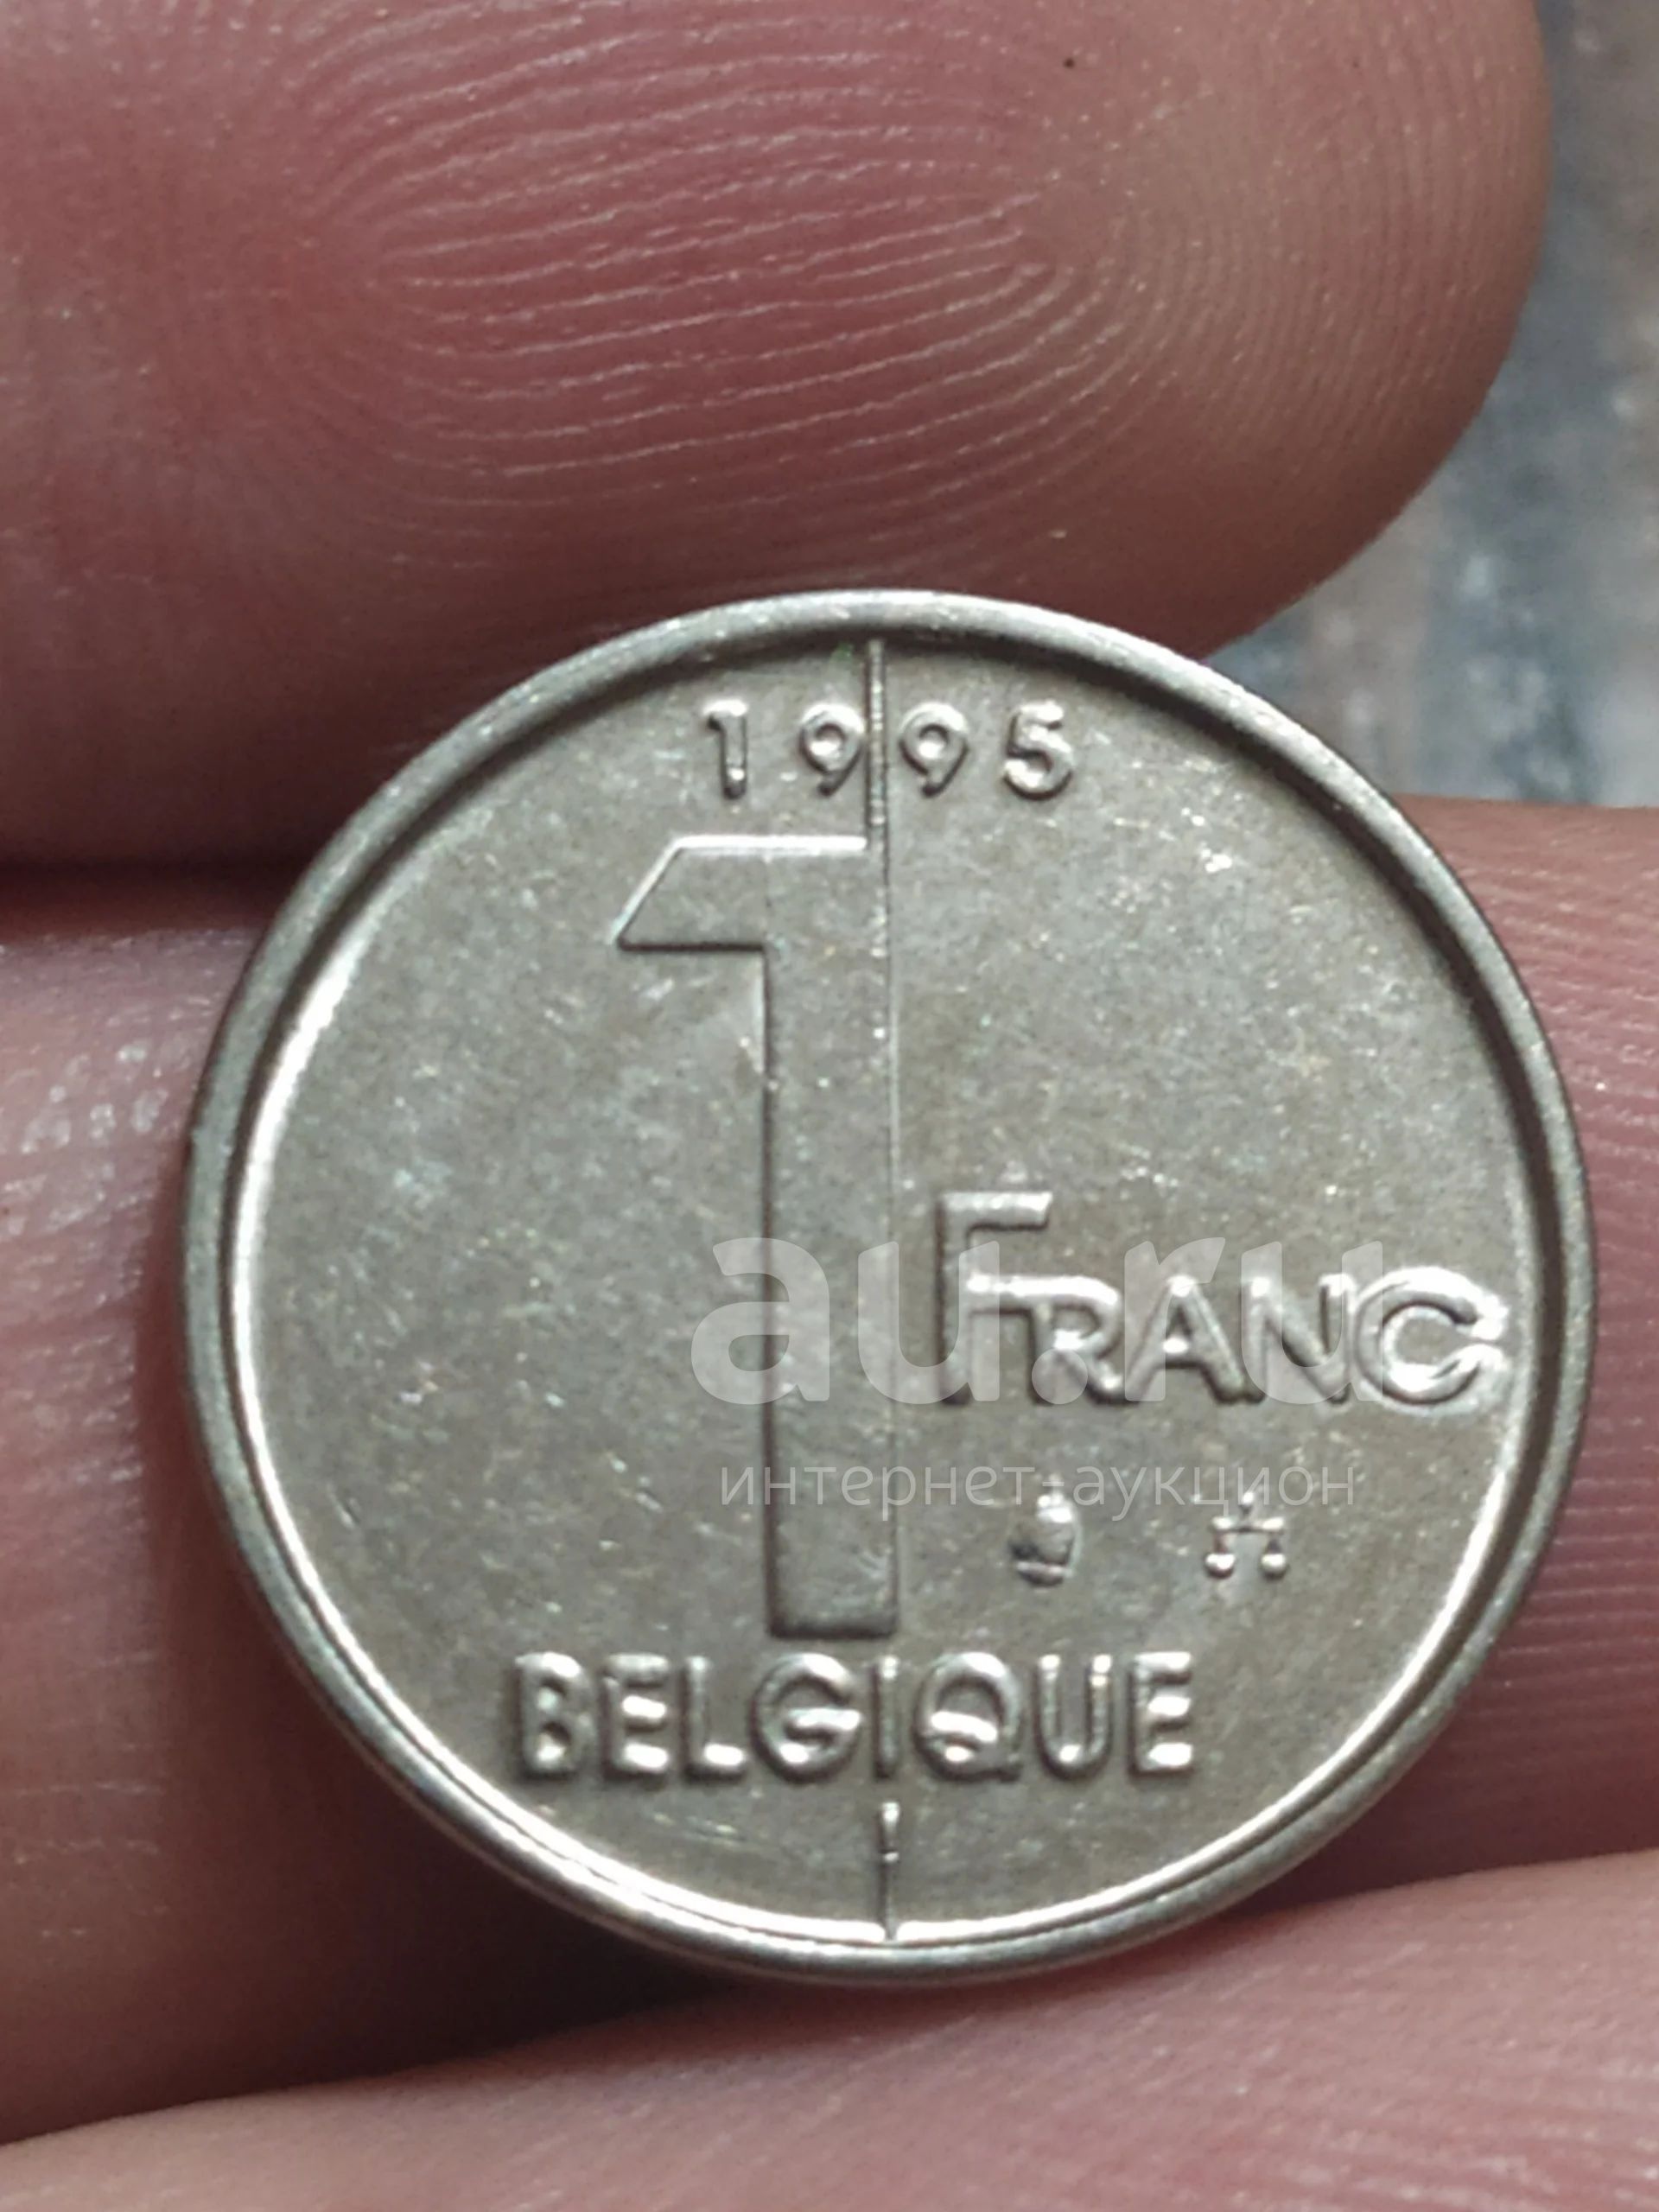 1995
1
FRANC
au.ru
интернет-аукцион
BELGIQUE